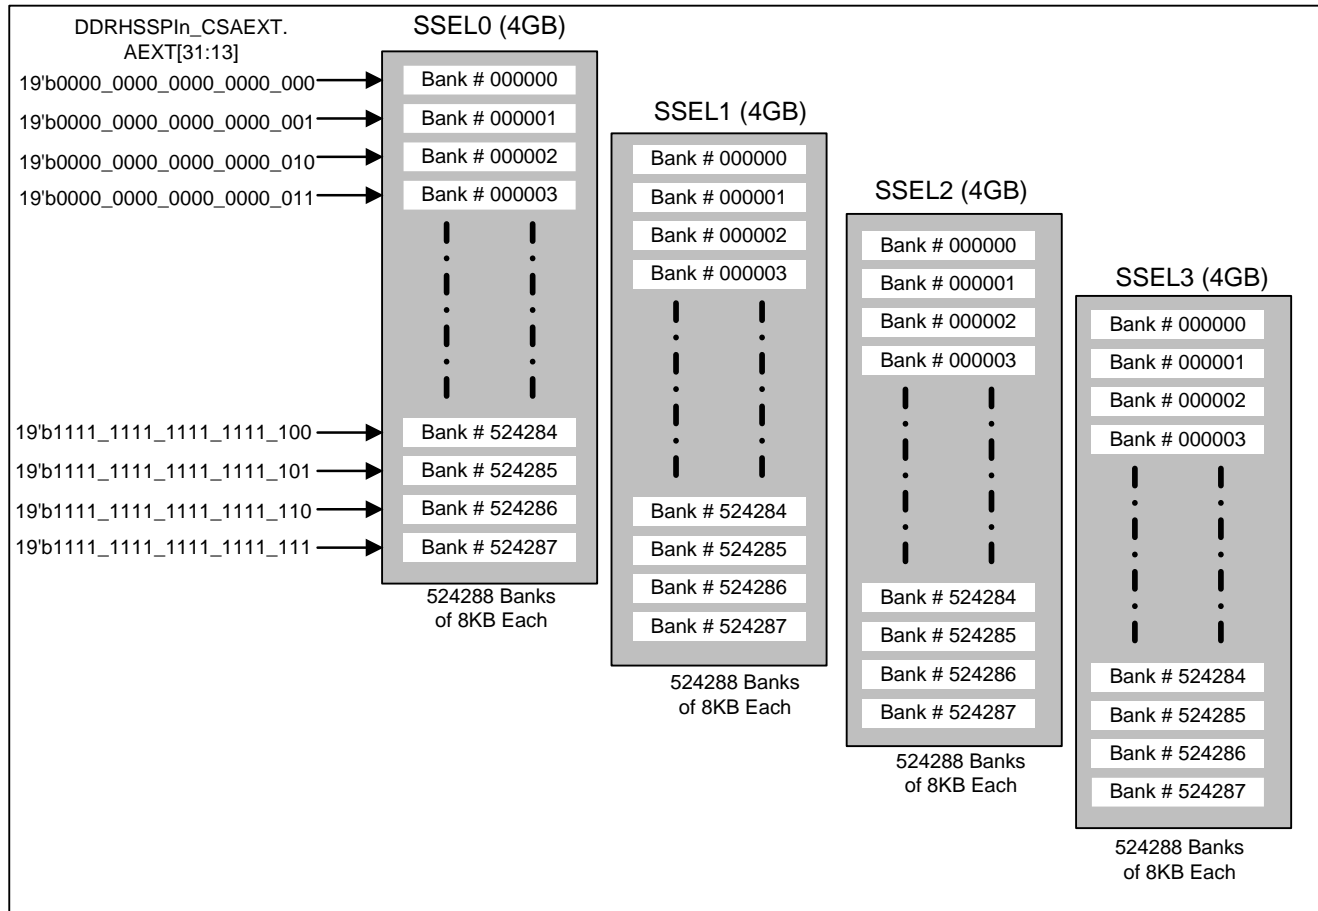 DDRHSSPIn_CSAEXT.
AEXT[31:13]
19'b0000_0000_0000_0000_000
19'b0000_0000_0000_0000_001
19'b0000_0000_0000_0000_010
19'b0000_0000_0000_0000_011
19'b1111_1111_1111_1111_100
19'b1111_1111_1111_1111_101
19'b1111_1111_1111_1111_110
19'b1111_1111_1111_1111_111
SSEL0 (4GB)
Bank # 000000
Bank # 000001
Bank # 000002
Bank # 000003
Bank # 524284
Bank # 524285
Bank # 524286
Bank # 524287
524288 Banks
of 8KB Each
SSEL1 (4GB)
Bank # 000000
Bank # 000001
Bank # 000002
Bank # 000003
Bank # 524284
Bank # 524285
Bank # 524286
Bank # 524287
524288 Banks
of 8KB Each
SSEL2 (4GB)
Bank # 000000
Bank # 000001
Bank # 000002
Bank # 000003
Bank # 524284
Bank # 524285
Bank # 524286
Bank # 524287
524288 Banks
of 8KB Each
SSEL3 (4GB)
Bank # 000000
Bank # 000001
Bank # 000002
Bank # 000003
Bank # 524284
Bank # 524285
Bank # 524286
Bank # 524287
524288 Banks
of 8KB Each